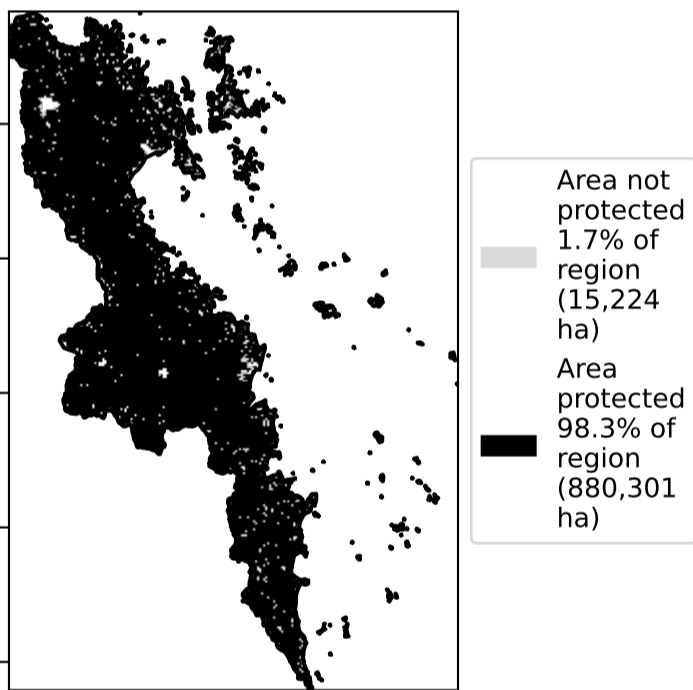 Area not
protected
1.7% of
region
(15,224
ha)
Area
protected
98.3% of
region
(880,301
ha)